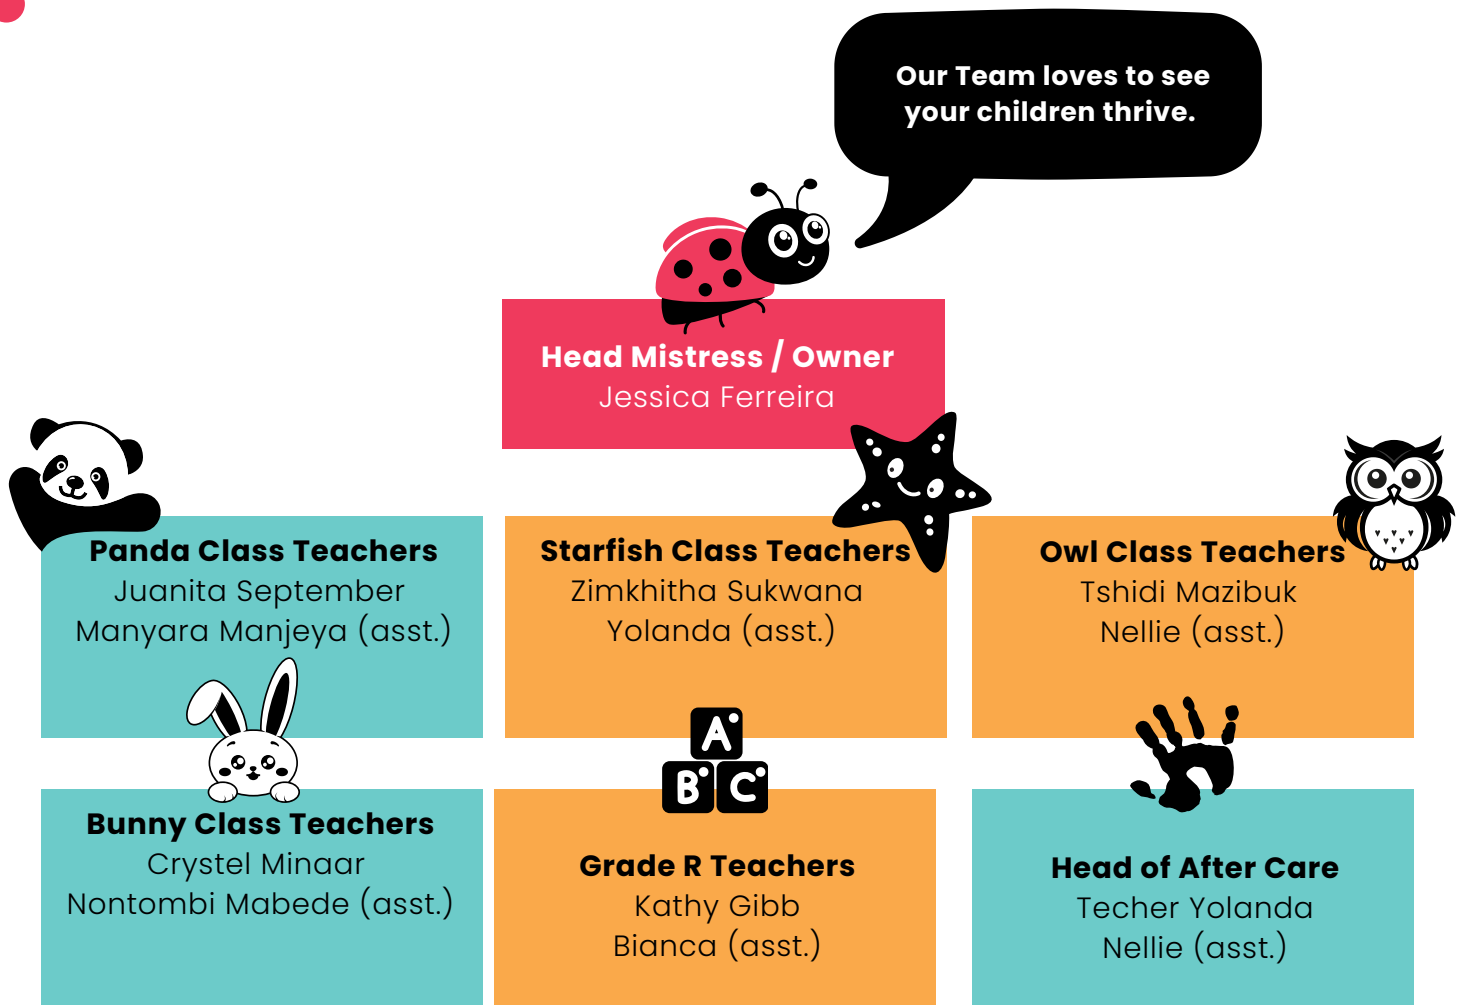 Our Team loves to see
your children thrive.
Head Mistress / Owner
Jessica Ferreira
Panda Class Teachers
Juanita September
Manyara Manjeya (asst.)
Starfish Class Teachers
Zimkhitha Sukwana
Yolanda (asst.)
Owl Class Teachers
Tshidi Mazibuk
Nellie (asst.)
Bunny Class Teachers
Crystel Minaar
Nontombi Mabede (asst.)
A
B C
Grade R Teachers
Kathy Gibb
Bianca (asst.)
Head of After Care
Techer Yolanda
Nellie (asst.)